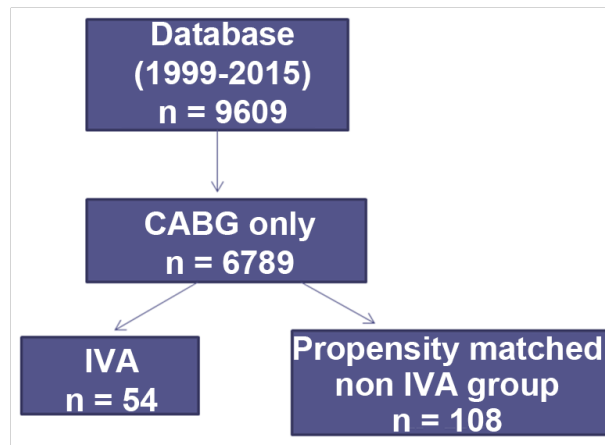 Database
(1999-2015)
n = 9609
CABG only
n = 6789
IVA
n = 54
Propensity matched
non IVA group
n = 108